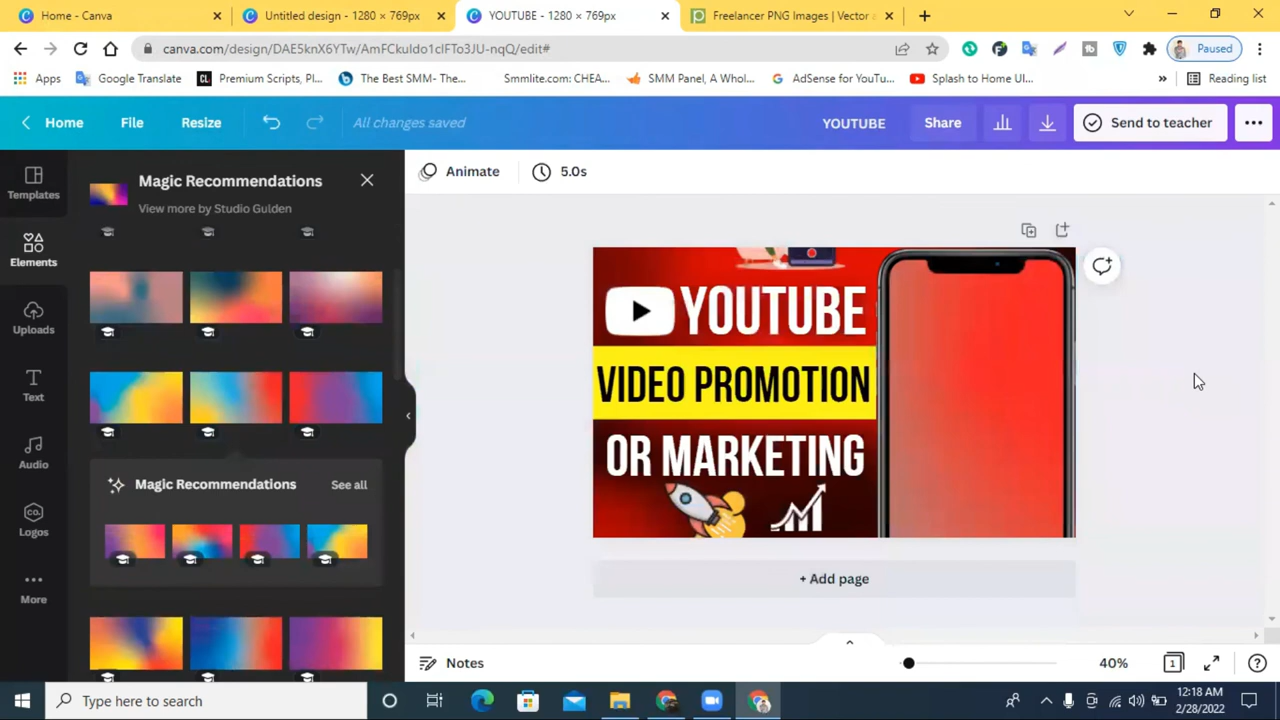 Home - Canva
Untitled design - 1280 × 769px
YOUTUBE - 1280 × 769px
Freelancer PNG Images | Vector a
canva.com/design/DAE5knX6YTw/AmFCkuIdo1cIFTo3JU-nqQ/edit#
Paused
Apps
Google Translate
Premium Scripts, Pl...
The Best SMM- The...
Smmlite.com: CHEA...
SMM Panel, A Whol...
AdSense for YouTu...
Splash to Home UI...
Reading list
Home
File
Resize
All changes saved
YOUTUBE
Share
Send to teacher
Templates
Elements
Uploads
Text
Audio
Logos
More
Magic Recommendations
View more by Studio Gulden
Magic Recommendations
See all
Animate
5.0s
YOUTUBE
VIDEO PROMOTION
OR MARKETING
+ Add page
Notes
40%
1
Type here to search
12:18 AM
2/28/2022